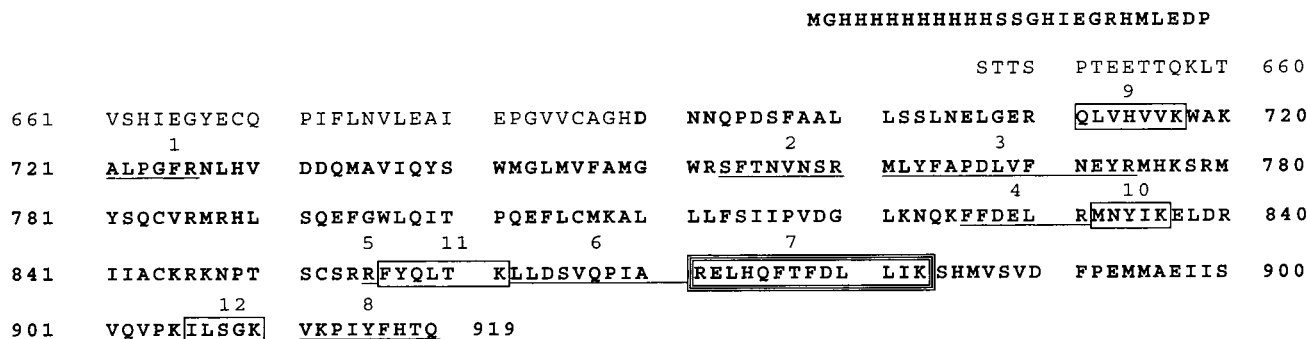 MGHHHHHHHHHHSSGHIEGRHMLEDP
STTS PTEETTQKLT 660
9
661 VSHIEGYECQ PIFLNVLEAI EPGVVCAGHD NNQPDSFAAL LSSLNELGER QLVHVVKWAK 720
1 2 3
721 ALPGFRNLHV DDQMAVIQYS WMGLMVFAMG WRSFTNVNSR MLYFAPDLVF NEYRMHKSRM 780
4 10
781 YSQCVRMRHL SQEFGWLQIT PQEFLCMKAL LLFSIIPVDG LKNQKFFDEL RMNYIKELDR 840
5 11 6 7
841 IIACKRKNPT SCSRRFYQLT KLLDSVQPIA RELHQFTFDL LIKSHMVSVD FPEMMAEIIS 900
12 8
901 VQVPKILSGK VKPIYFHTQ 919